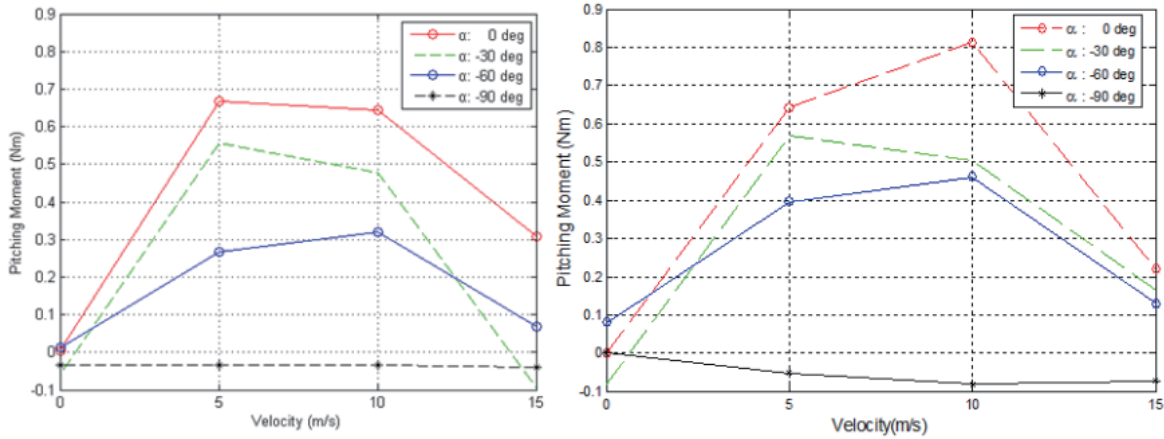 0.9
0.8
0.7
0.6
0.5
0.4
0.3
0.2
0.1
0
-0.1
Pitching Moment (Nm)
α: 0 deg
α: -30 deg
α: -60 deg
α: -90 deg
0 5 10 15
Velocity (m/s)
0.9
0.8
0.7
0.6
0.5
0.4
0.3
0.2
0.1
0
-0.1
Pitching Moment (Nm)
α : 0 deg
α : -30 deg
α : -60 deg
α : -90 deg
0 5 10 15
Velocity(m/s)